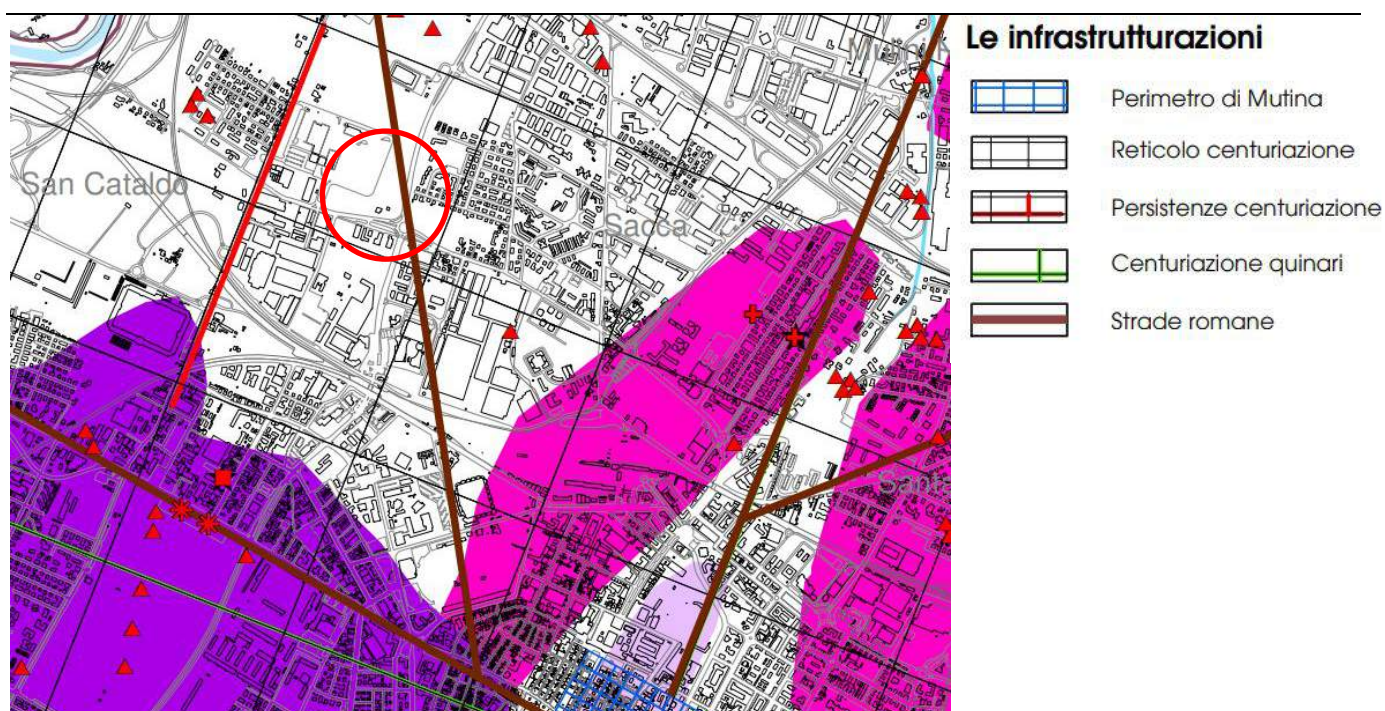 Le infrastrutturazioni
Perimetro di Mutina
Reticolo centuriazione
Persistenze centuriazione
Centuriazione quinari
Strade romane
San Cataldo
Sacca